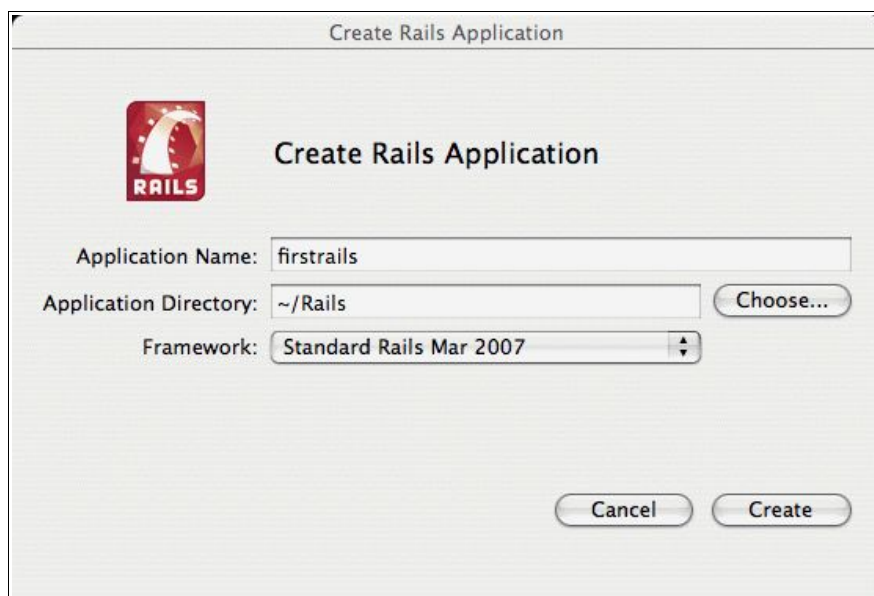 Create Rails Application
RAILS
Create Rails Application
Application Name: firstrails
Application Directory: ~/Rails Choose...
Framework: Standard Rails Mar 2007
Cancel Create